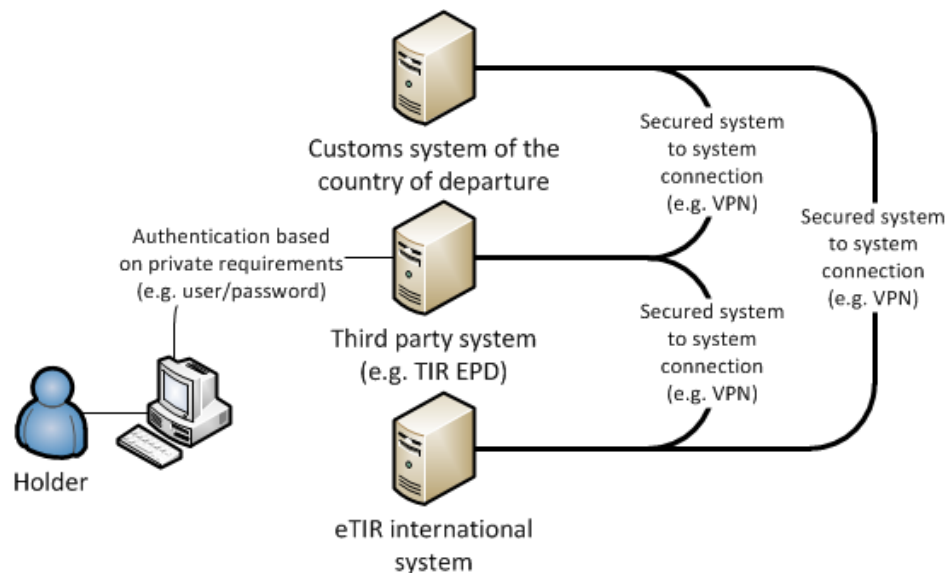 Customs system of the
country of departure
Secured system
to system
connection
(e.g. VPN)
Secured system
to system
connection
(e.g. VPN)
Authentication based
on private requirements
(e.g. user/password)
Third party system
(e.g. TIR EPD)
Secured system
to system
connection
(e.g. VPN)
Holder
eTIR international
system